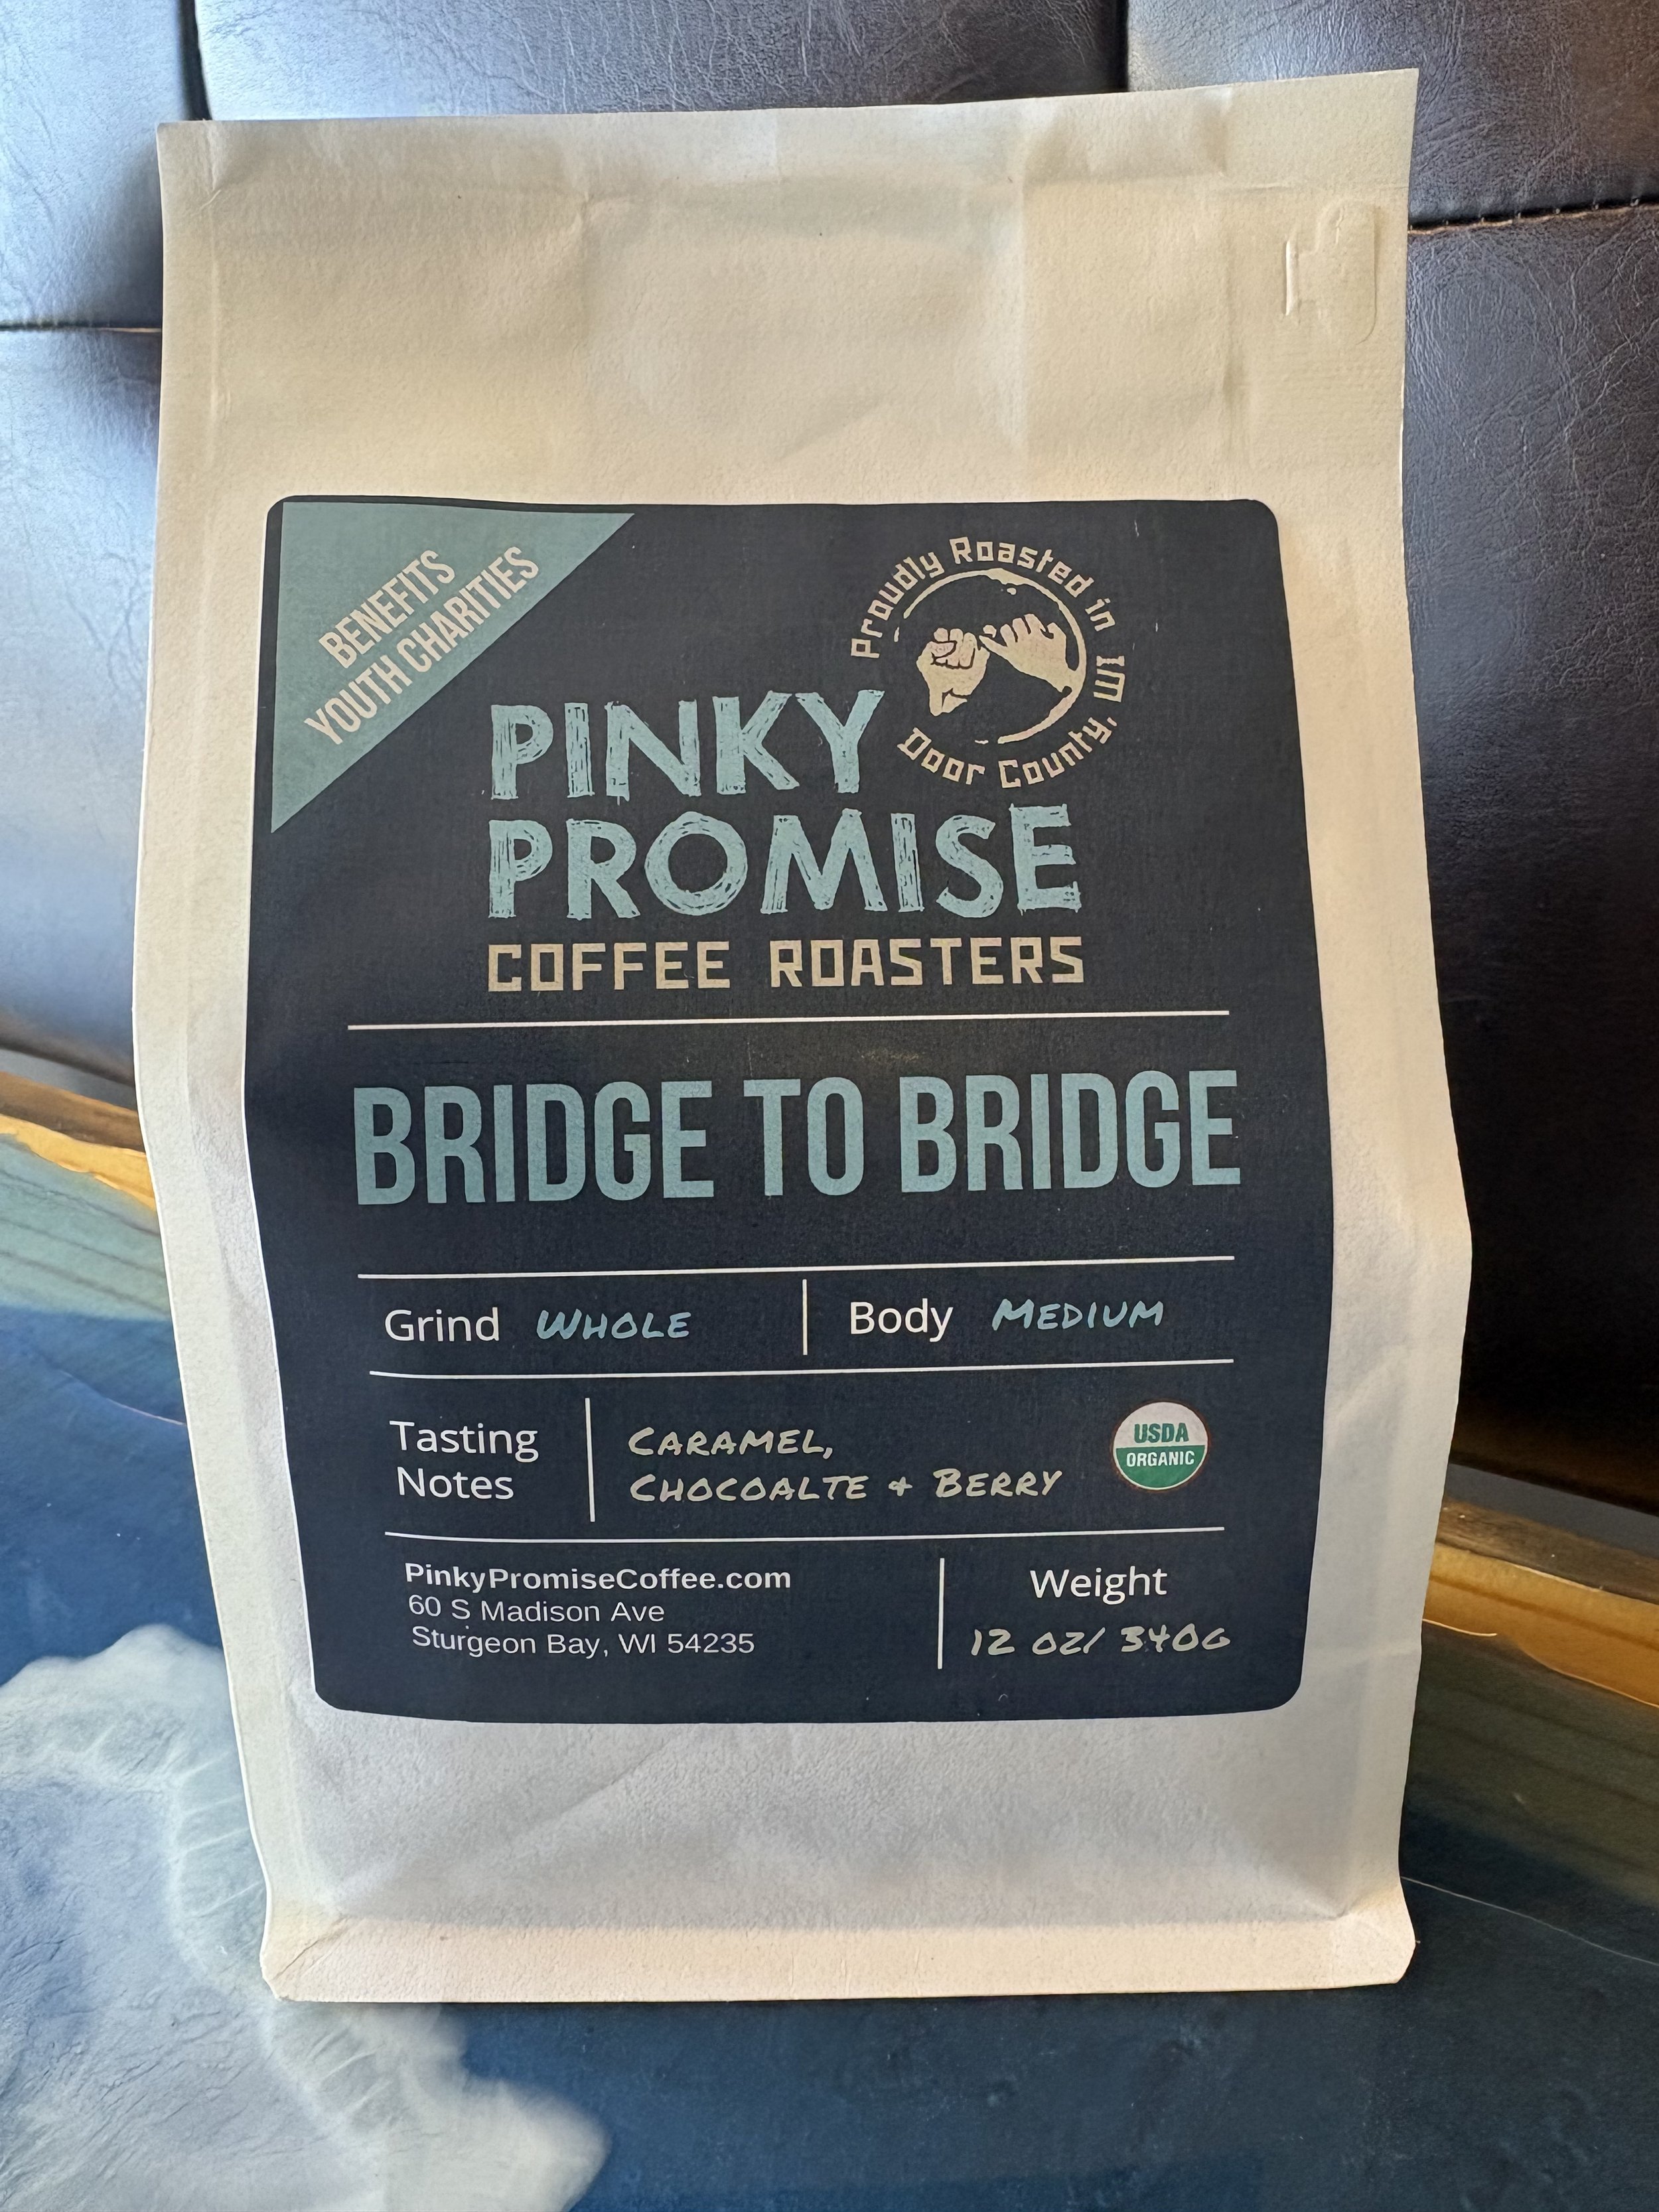 BENEFITS
YOUTH CHARITIES
Proudly Roasted in
Door County, WI
PINKY
PROMISE
COFFEE ROASTERS
BRIDGE TO BRIDGE
Grind WHOLE
Body MEDIUM
Tasting
Notes
CARAMEL,
CHOCOALTE & BERRY
USDA
ORGANIC
PinkyPromiseCoffee.com
60 S Madison Ave
Sturgeon Bay, WI 54235
Weight
12 OZ/ 340G